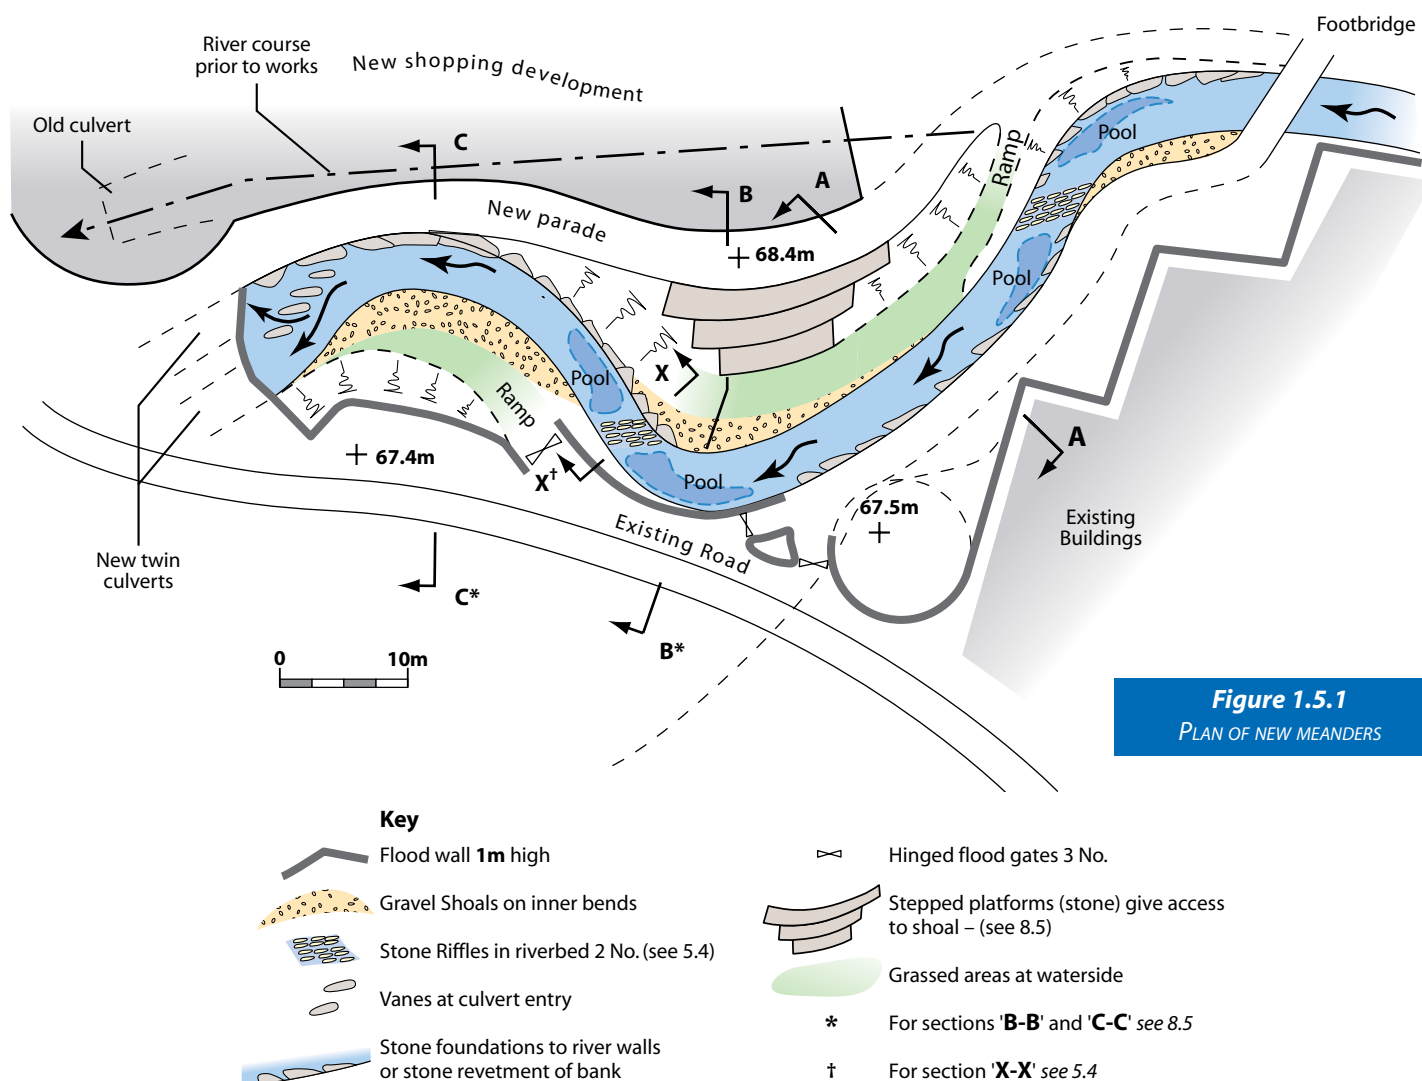 Footbridge
River course
prior to works
New shopping development
Old culvert
C
B
A
Ramp
Pool
New parade
68.4m
Pool
X
Pool
Ramp
A
67.4m
X†
Pool
67.5m
Existing
Buildings
Existing Road
New twin
culverts
C*
B*
0 10m
Figure 1.5.1
PLAN OF NEW MEANDERS
Key
Flood wall 1m high
Gravel Shoals on inner bends
Stone Riffles in riverbed 2 No. (see 5.4)
Vanes at culvert entry
Stone foundations to river walls
or stone revetment of bank
Hinged flood gates 3 No.
Stepped platforms (stone) give access
to shoal – (see 8.5)
Grassed areas at waterside
* For sections 'B-B' and 'C-C' see 8.5
† For section 'X-X' see 5.4